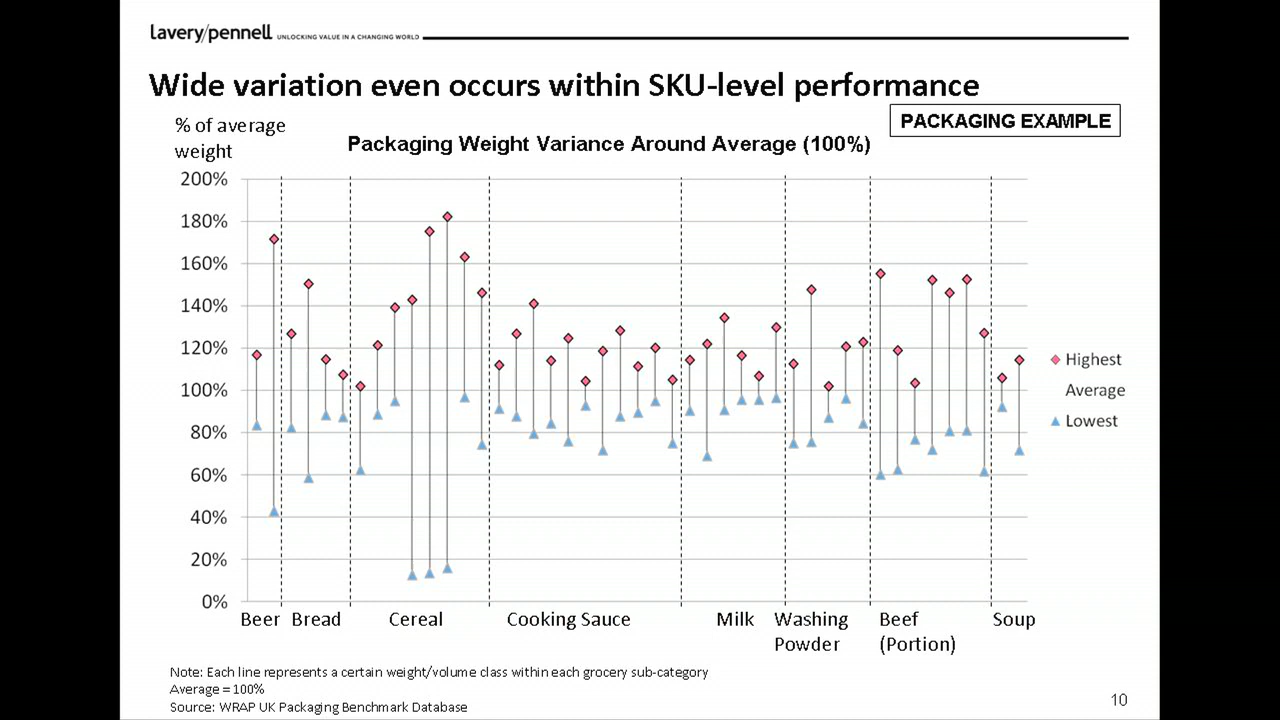 lavery/pennell UNLOCKING VALUE IN A CHANGING WORLD
Wide variation even occurs within SKU-level performance
PACKAGING EXAMPLE
% of average
weight
Packaging Weight Variance Around Average (100%)
200%
180%
160%
140%
120%
100%
80%
60%
40%
20%
0%
Highest
Average
Lowest
Beer Bread Cereal Cooking Sauce Milk Washing Beef Soup
Powder (Portion)
Note: Each line represents a certain weight/volume class within each grocery sub-category
Average = 100%
Source: WRAP UK Packaging Benchmark Database
10